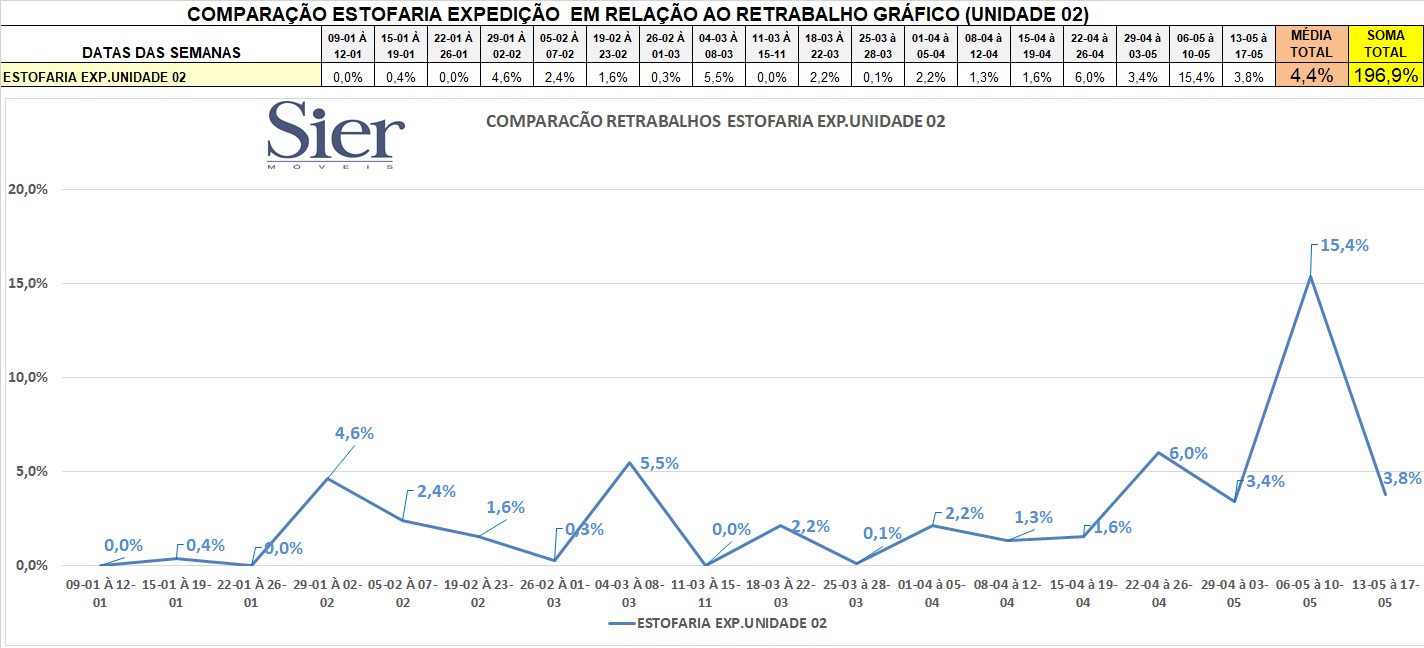 COMPARAÇÃO ESTOFARIA EXPEDIÇÃO EM RELAÇÃO AO RETRABALHO GRÁFICO (UNIDADE 02)
DATAS DAS SEMANAS 09-01 À 12-01 15-01 À 19-01 22-01 À 26-01 29-01 À 02-02 05-02 À 07-02 19-02 À 23-02 26-02 À 01-03 04-03 À 08-03 11-03 À 15-11 18-03 À 22-03 25-03 à 28-03 01-04 à 05-04 08-04 à 12-04 15-04 à 19-04 22-04 à 26-04 29-04 à 03-05 06-05 à 10-05 13-05 à 17-05 MÉDIA TOTAL SOMA TOTAL
ESTOFARIA EXP.UNIDADE 02 0,0% 0,4% 0,0% 4,6% 2,4% 1,6% 0,3% 5,5% 0,0% 2,2% 0,1% 2,2% 1,3% 1,6% 6,0% 3,4% 15,4% 3,8% 4,4% 196,9%
Sier
MÓVEIS
COMPARACÃO RETRABALHOS ESTOFARIA EXP.UNIDADE 02
20,0%
15,0%
10,0%
5,0%
0,0%
0,0% 0,4% 0,0% 4,6% 2,4% 1,6% 0,3% 5,5% 0,0% 2,2% 0,1% 2,2% 1,3% 1,6% 6,0% 3,4% 15,4% 3,8%
09-01 À 12- 15-01 À 19- 22-01 À 26- 29-01 À 02- 05-02 À 07- 19-02 À 23- 26-02 À 01- 04-03 À 08- 11-03 À 15- 18-03 À 22- 25-03 à 28- 01-04 à 05- 08-04 à 12- 15-04 à 19- 22-04 à 26- 29-04 à 03- 06-05 à 10- 13-05 à 17-
01 01 01 02 02 02 03 03 11 03 03 04 04 04 04 05 05 05
ESTOFARIA EXP.UNIDADE 02